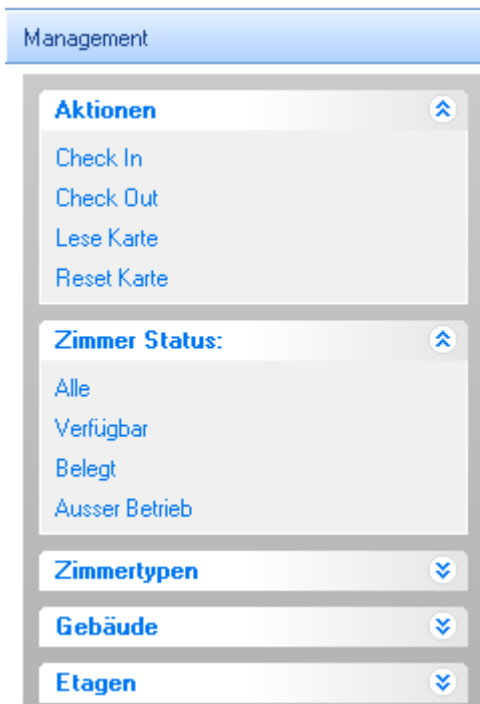 Management
Aktionen
Check In
Check Out
Lese Karte
Reset Karte
Zimmer Status:
Alle
Verfügbar
Belegt
Ausser Betrieb
Zimmertypen
Gebäude
Etagen